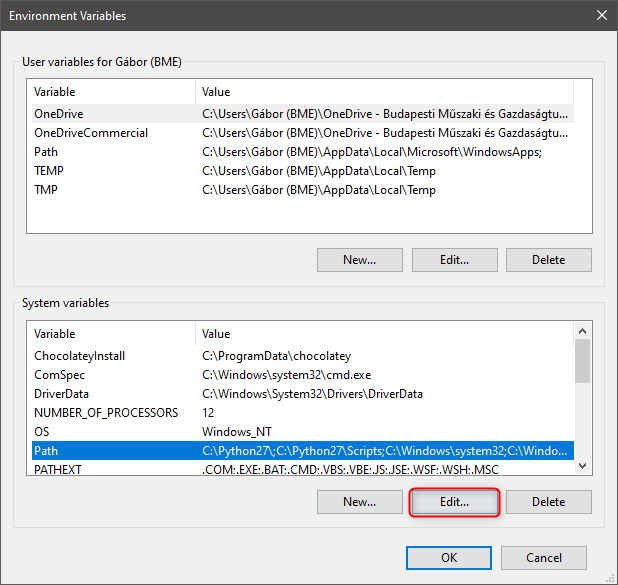 Environment Variables
User variables for Gábor (BME)
Variable Value
OneDrive C:\Users\Gábor (BME)\OneDrive - Budapesti Műszaki és Gazdaságtu...
OneDriveCommercial C:\Users\Gábor (BME)\OneDrive - Budapesti Műszaki és Gazdaságtu...
Path C:\Users\Gábor (BME)\AppData\Local\Microsoft\WindowsApps;
TEMP C:\Users\Gábor (BME)\AppData\Local\Temp
TMP C:\Users\Gábor (BME)\AppData\Local\Temp
New... Edit... Delete
System variables
Variable Value
ChocolateyInstall C:\ProgramData\chocolatey
ComSpec C:\Windows\system32\cmd.exe
DriverData C:\Windows\System32\Drivers\DriverData
NUMBER_OF_PROCESSORS 12
OS Windows_NT
Path C:\Python27\;C:\Python27\Scripts;C:\Windows\system32;C:\Windo...
PATHEXT .COM;.EXE;.BAT;.CMD;.VBS;.VBE;.JS;.JSE;.WSF;.WSH;.MSC
New... Edit... Delete
OK Cancel